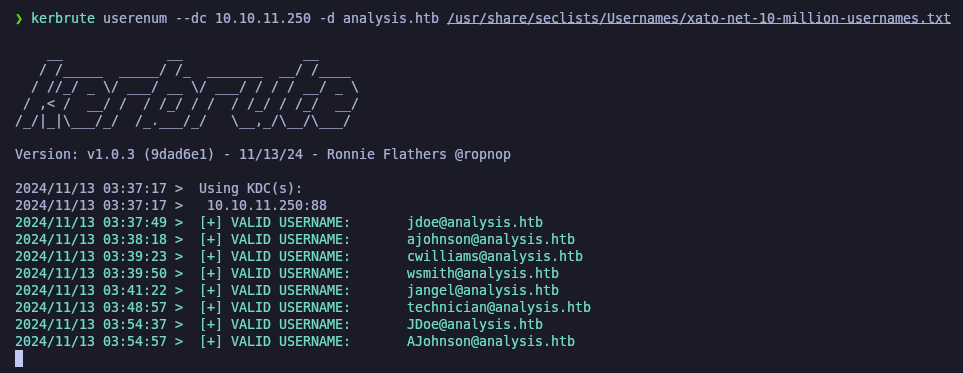 ❯ kerbrute userenum --dc 10.10.11.250 -d analysis.htb /usr/share/seclists/Usernames/xato-net-10-million-usernames.txt
    __             __               __
   / /_____  _____/ /_  _______  __/ /____
  / //_/ _ \/ ___/ __ \/ ___/ / / / __/ _ \
 / ,< /  __/ /  / /_/ / /  / /_/ / /_/  __/
/_/|_|\___/_/  /_.___/_/   \__,_/\__/\___/
Version: v1.0.3 (9dad6e1) - 11/13/24 - Ronnie Flathers @ropnop
2024/11/13 03:37:17 >  Using KDC(s):
2024/11/13 03:37:17 >   10.10.11.250:88
2024/11/13 03:37:49 >  [+] VALID USERNAME:       jdoe@analysis.htb
2024/11/13 03:38:18 >  [+] VALID USERNAME:       ajohnson@analysis.htb
2024/11/13 03:39:23 >  [+] VALID USERNAME:       cwilliams@analysis.htb
2024/11/13 03:39:50 >  [+] VALID USERNAME:       wsmith@analysis.htb
2024/11/13 03:41:22 >  [+] VALID USERNAME:       jangel@analysis.htb
2024/11/13 03:48:57 >  [+] VALID USERNAME:       technician@analysis.htb
2024/11/13 03:54:37 >  [+] VALID USERNAME:       JDoe@analysis.htb
2024/11/13 03:54:57 >  [+] VALID USERNAME:       AJohnson@analysis.htb